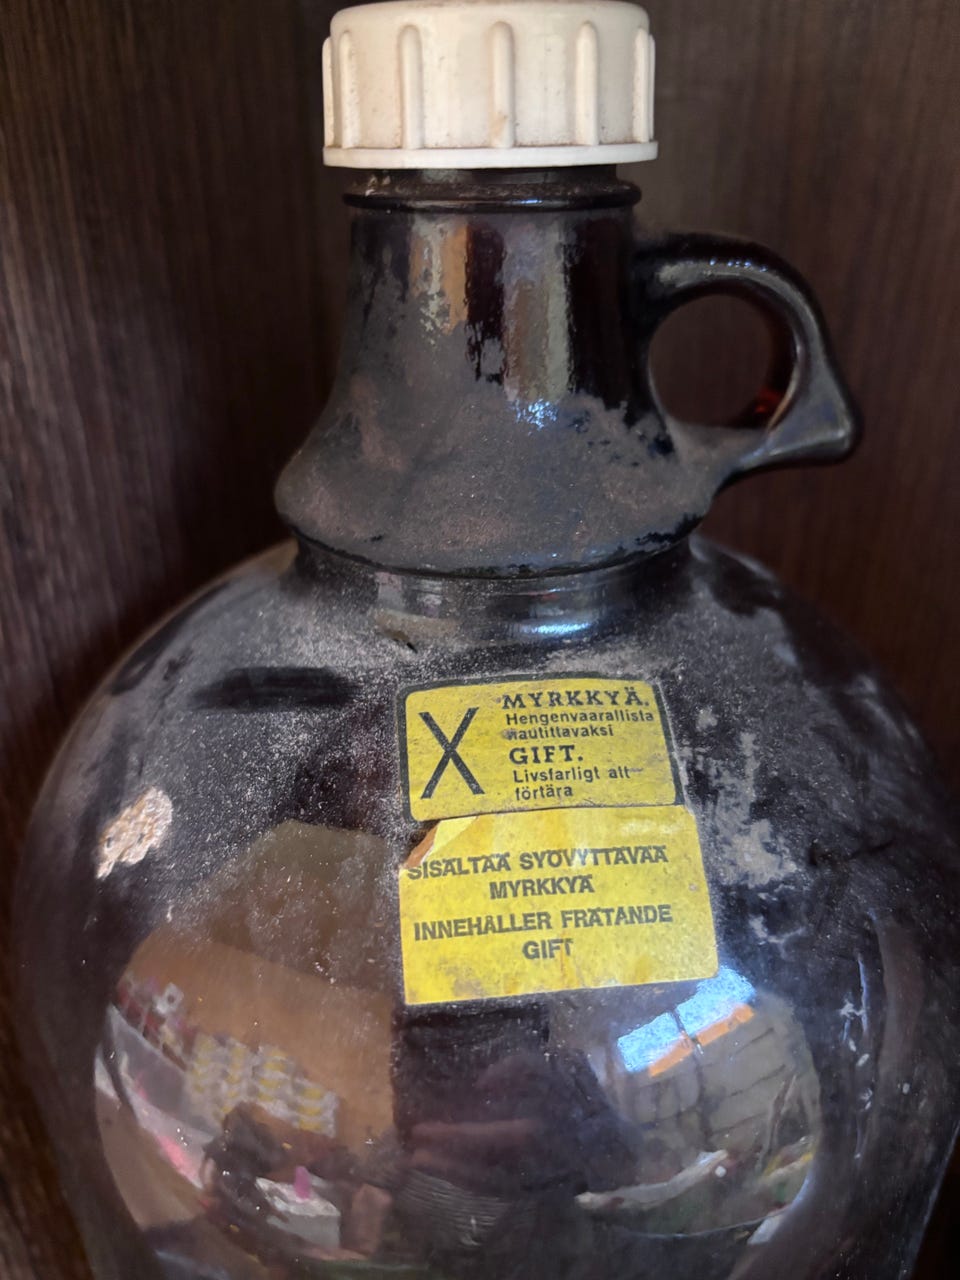 X
MYRKKYÄ.
Hengenvaarallista
nautittavaksi
GIFT.
Livsfarligt att
förtära
SISÄLTÄÄ SYÖVYTTÄVÄÄ
MYRKKYÄ
INNEHÅLLER FRÄTANDE
GIFT